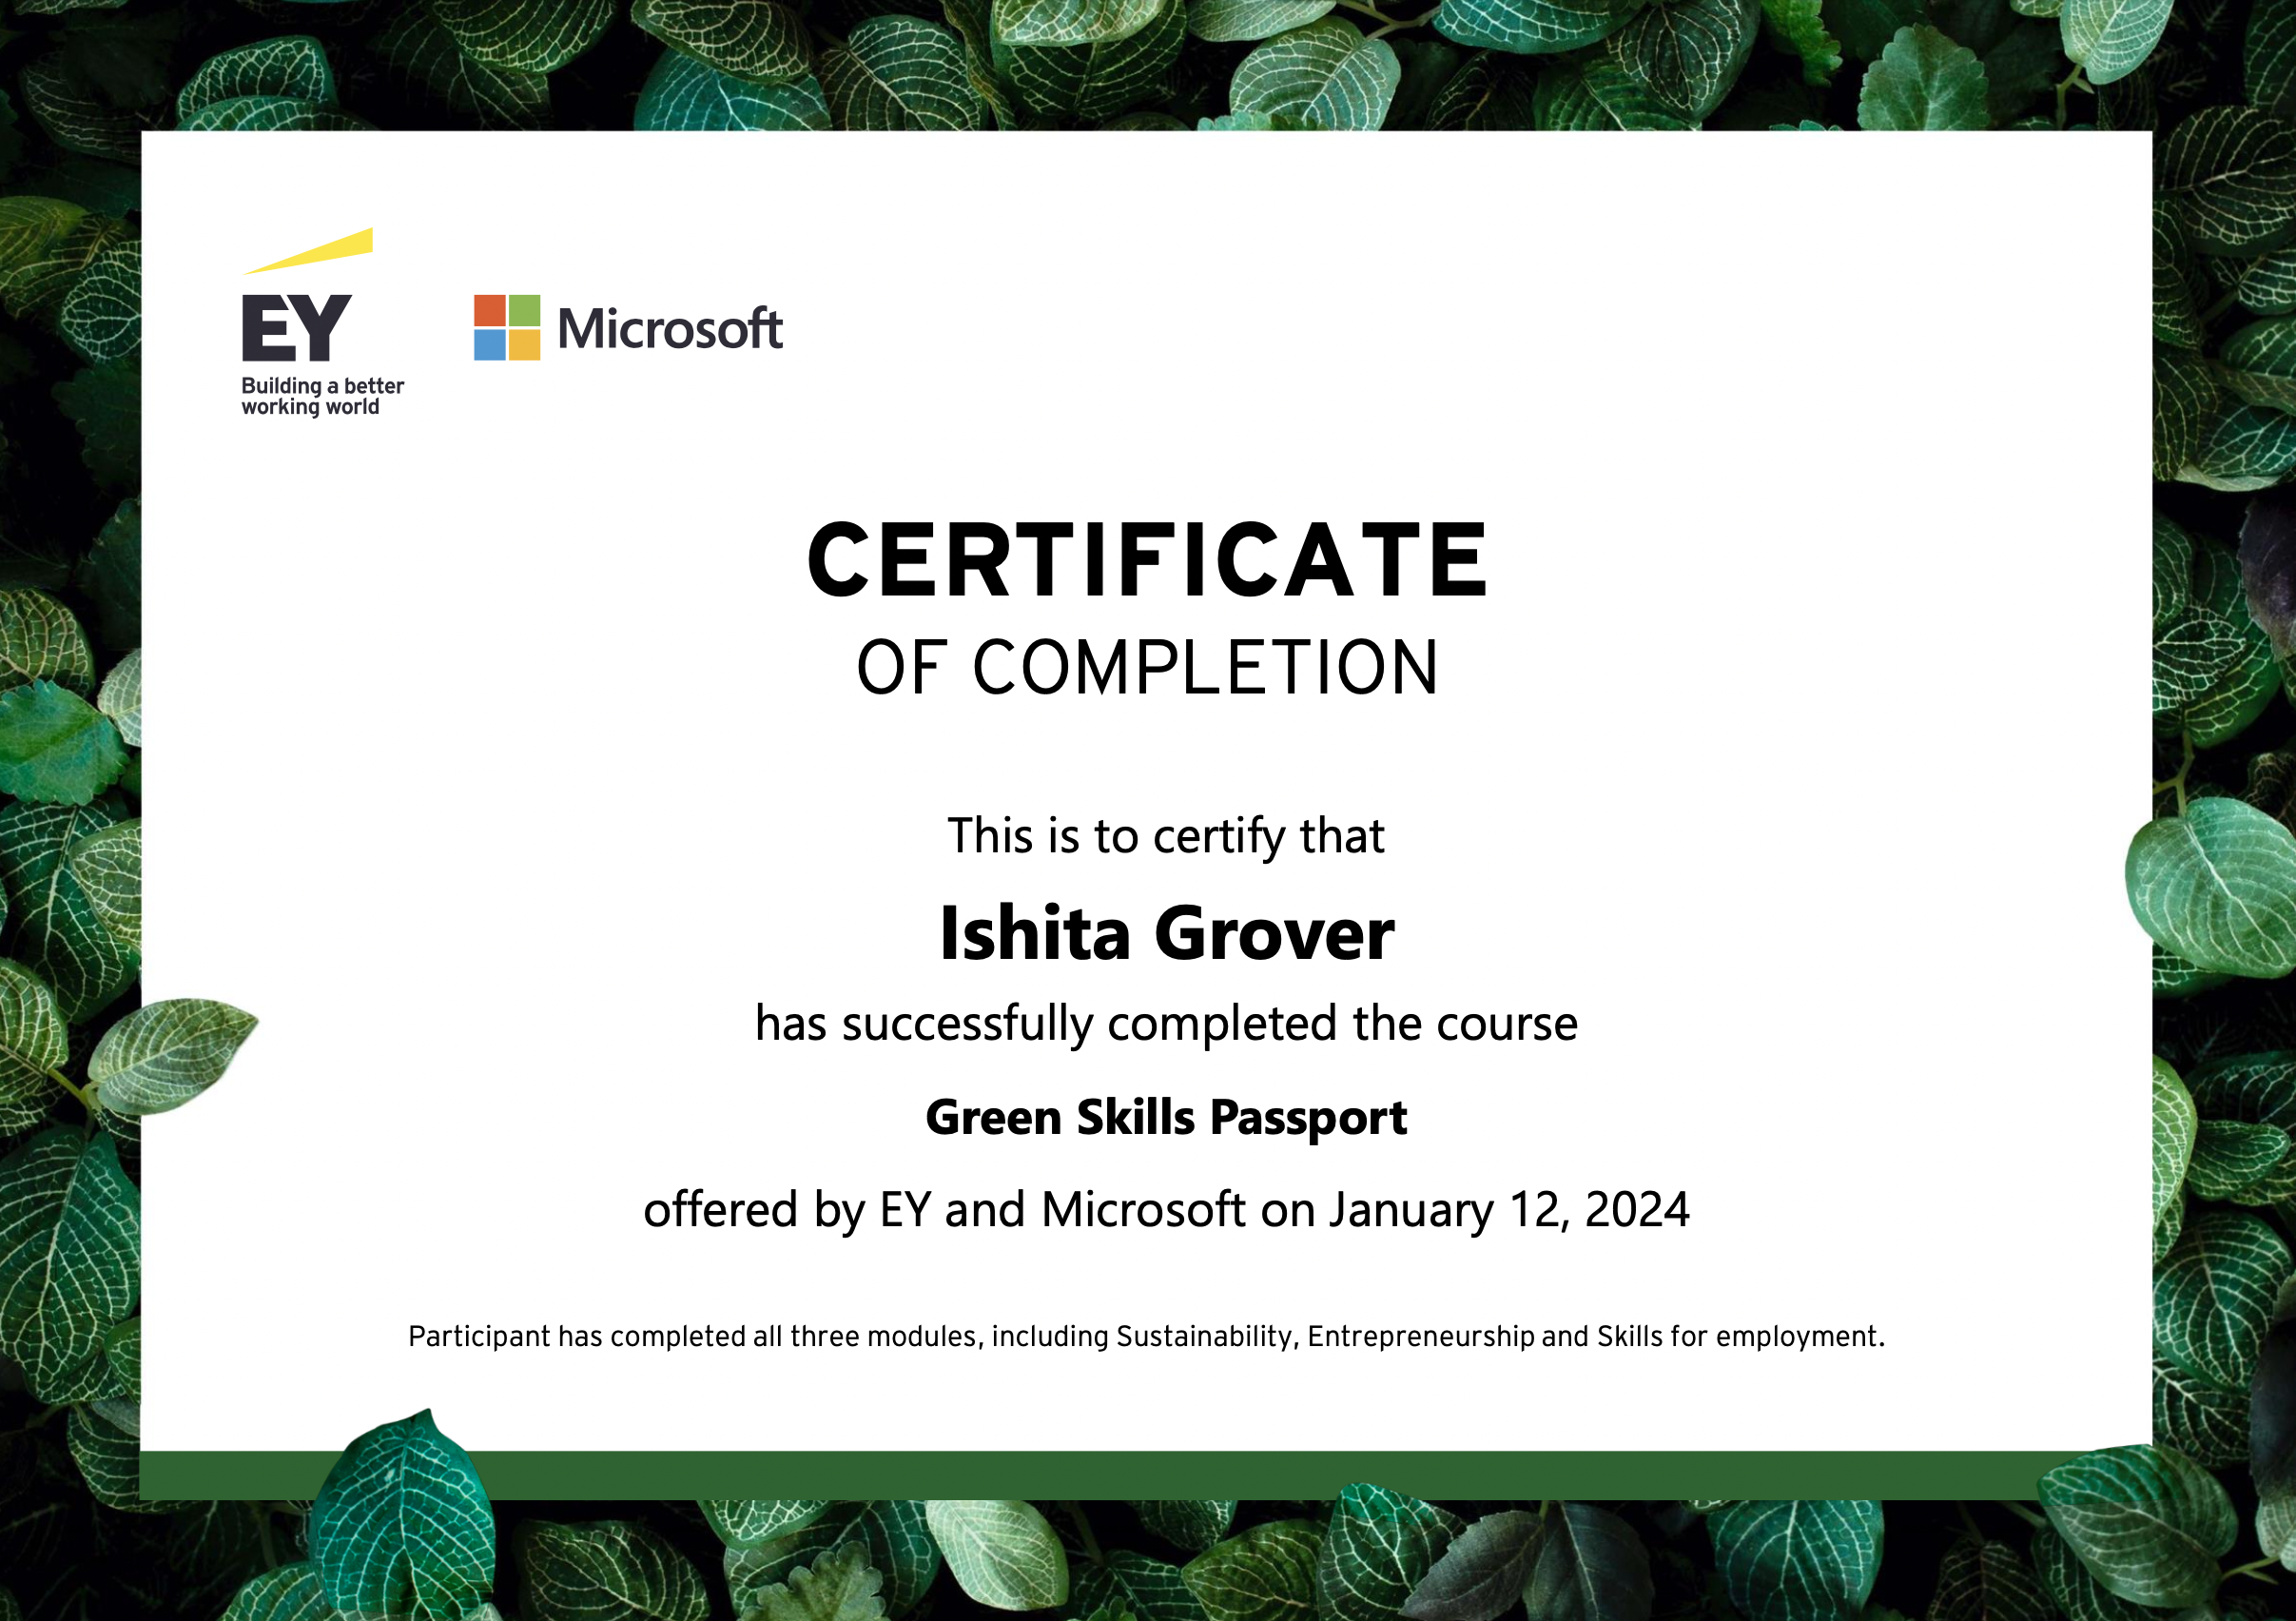 EY
Building a better
working world
Microsoft
CERTIFICATE
OF COMPLETION
This is to certify that
Ishita Grover
has successfully completed the course
Green Skills Passport
offered by EY and Microsoft on January 12, 2024
Participant has completed all three modules, including Sustainability, Entrepreneurship and Skills for employment.